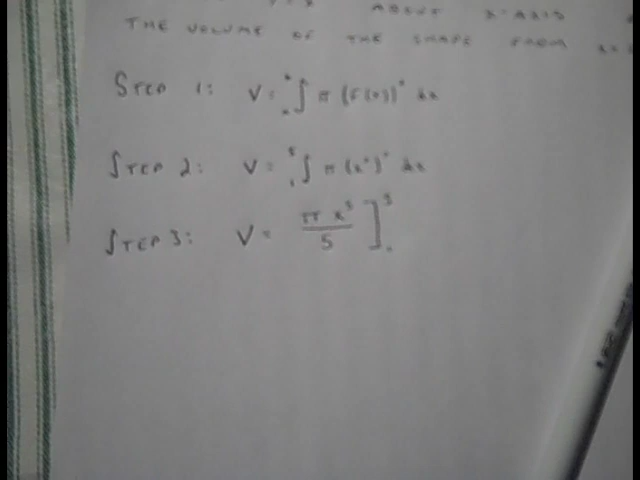 ABOUT X-AXIS
THE VOLUME OF THE SHAPE FROM
STEP 1: V = ∫ π (F(x))² dx
STEP 2: V = ∫ π (x²)² dx
STEP 3: V = π x⁵ / 5 ]